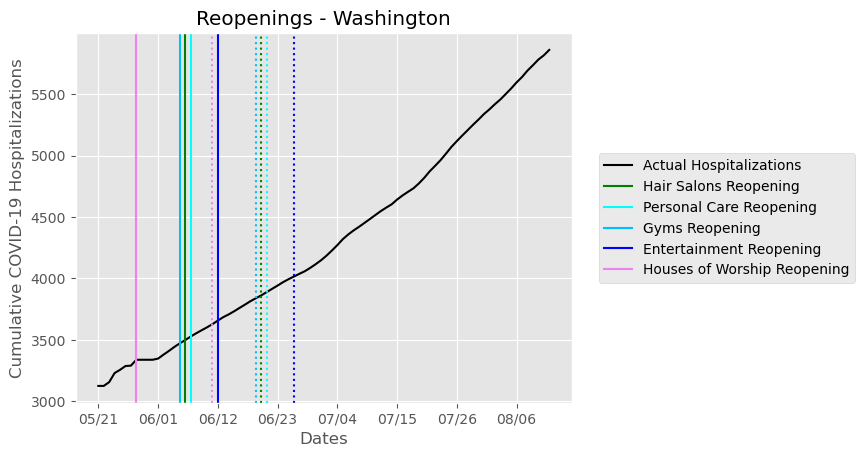 Reopenings - Washington
Cumulative COVID-19 Hospitalizations
5500
5000
4500
4000
3500
3000
05/21 06/01 06/12 06/23 07/04 07/15 07/26 08/06
Dates
Actual Hospitalizations
Hair Salons Reopening
Personal Care Reopening
Gyms Reopening
Entertainment Reopening
Houses of Worship Reopening